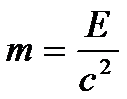 m = E / c²